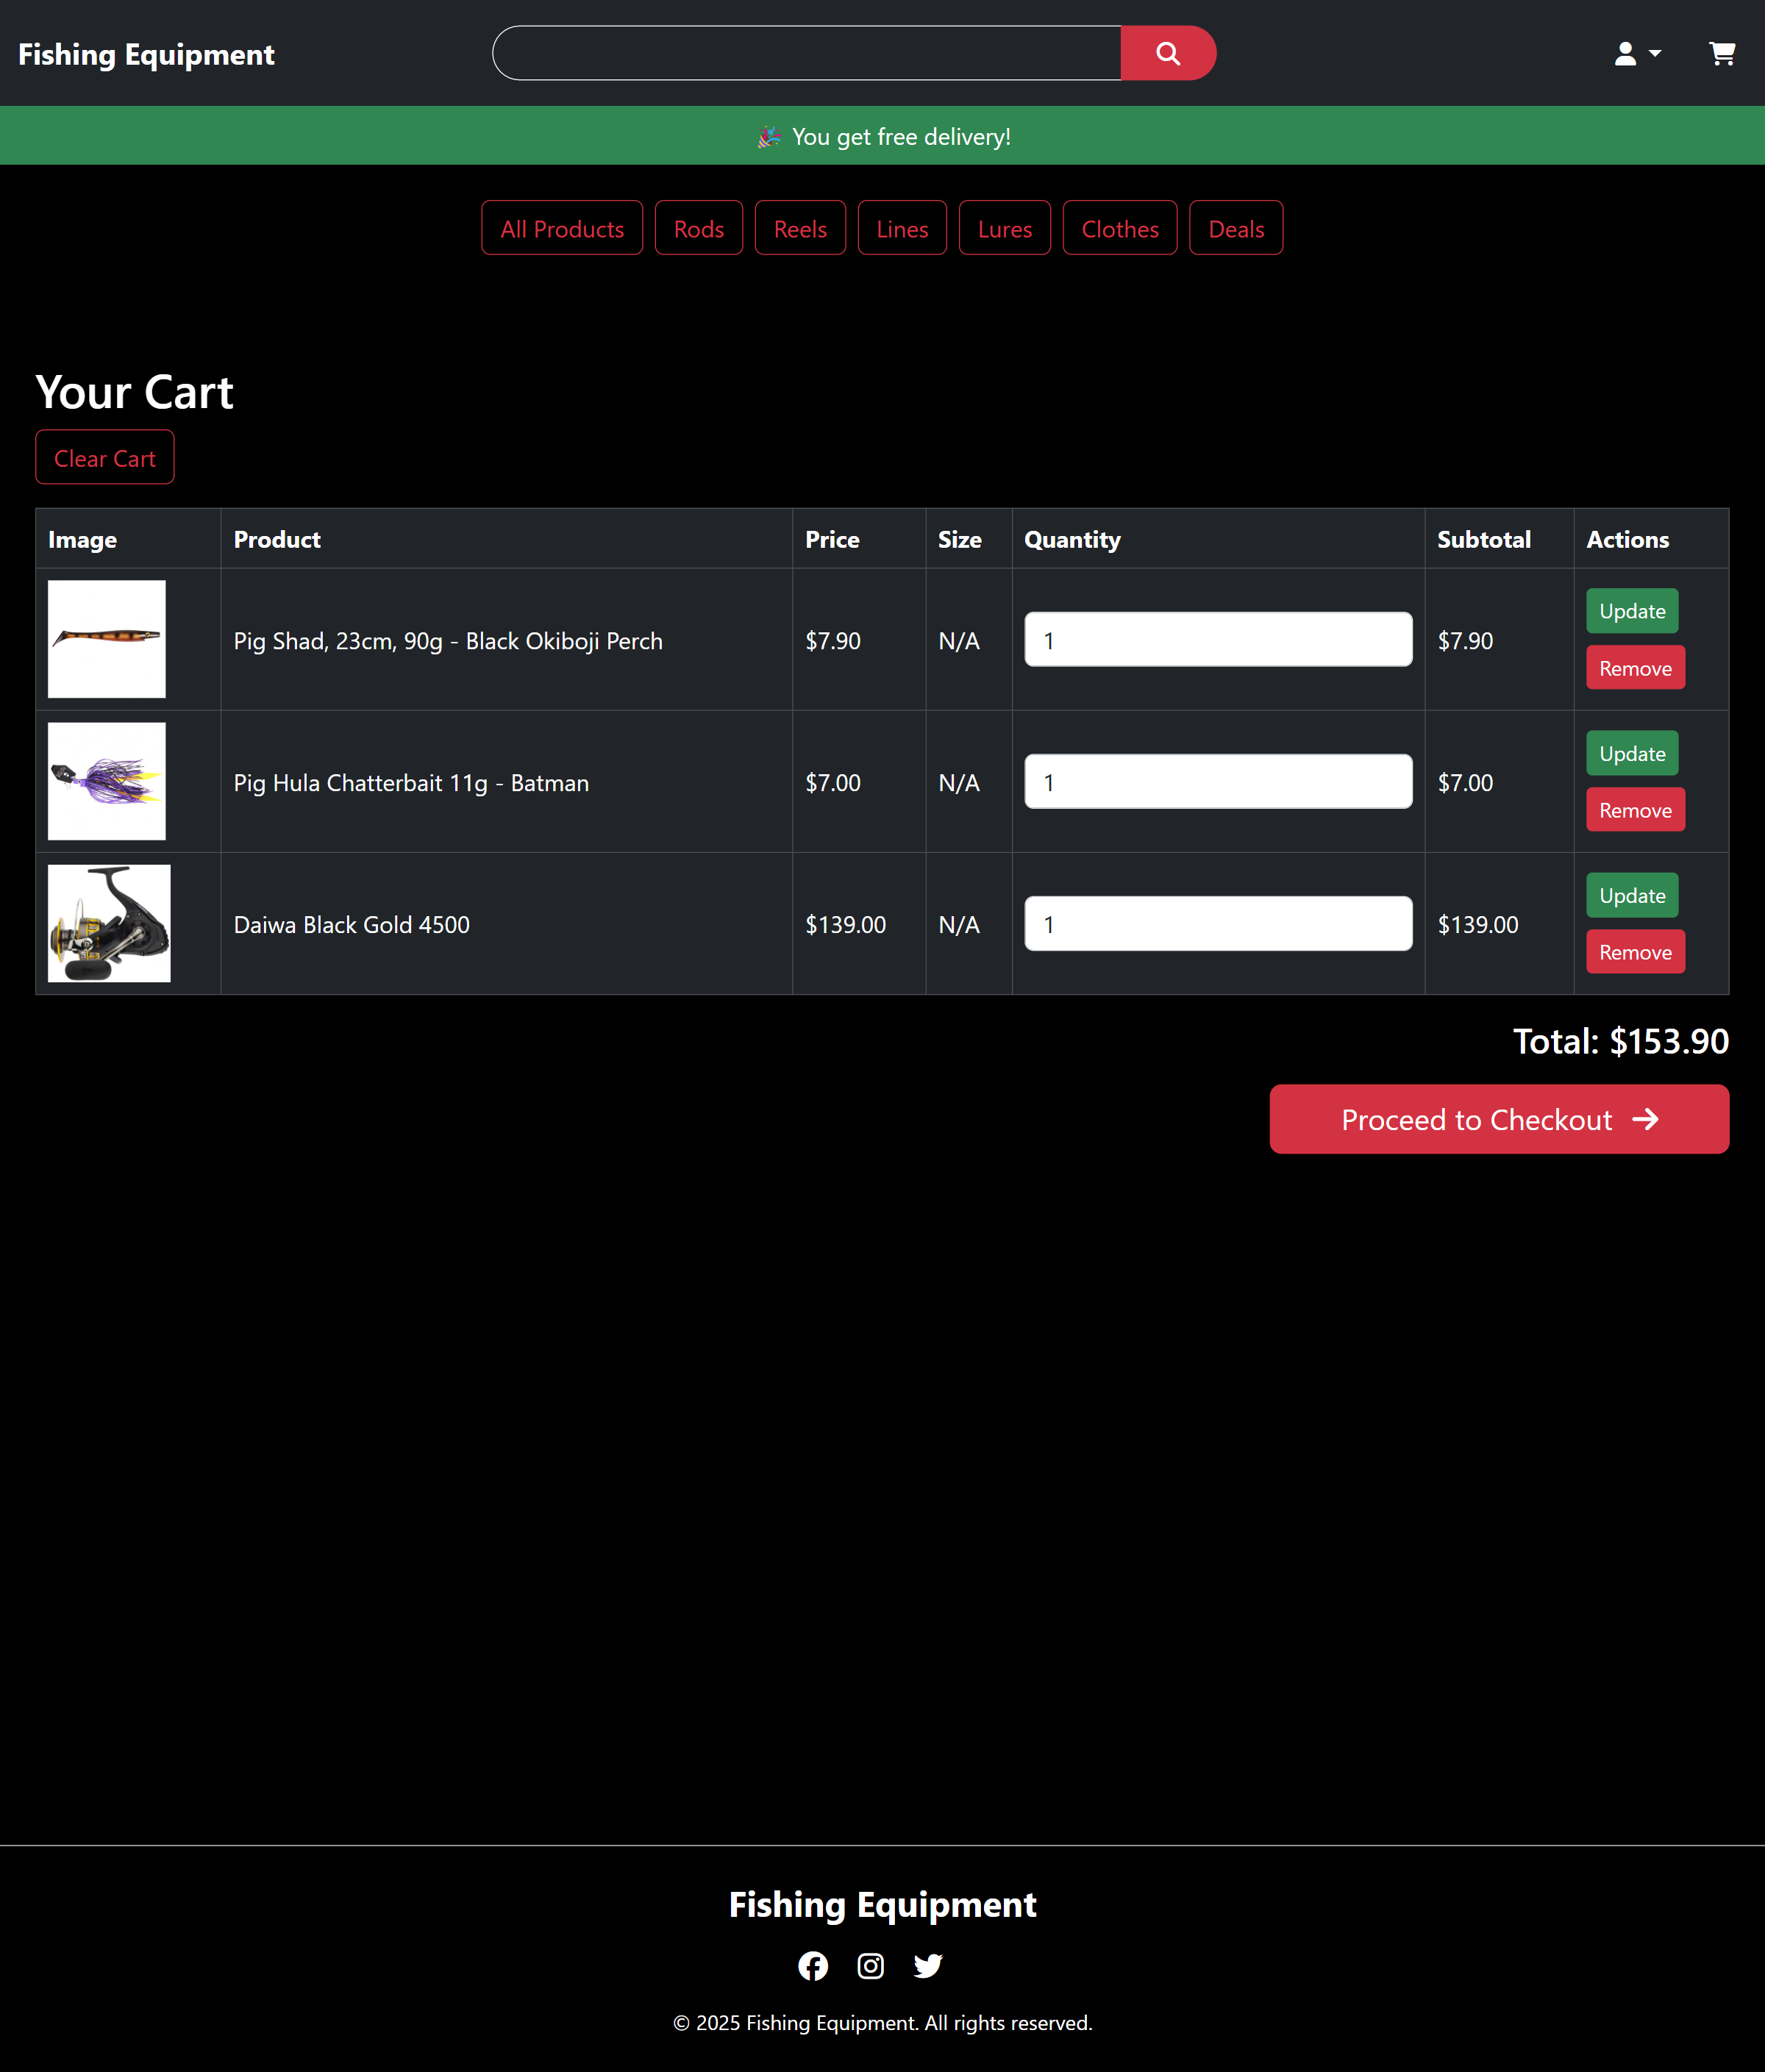 Fishing Equipment
🎉 You get free delivery!
All Products Rods Reels Lines Lures Clothes Deals
Your Cart
Clear Cart
Image Product Price Size Quantity Subtotal Actions
Pig Shad, 23cm, 90g - Black Okiboji Perch $7.90 N/A 1 $7.90 Update Remove
Pig Hula Chatterbait 11g - Batman $7.00 N/A 1 $7.00 Update Remove
Daiwa Black Gold 4500 $139.00 N/A 1 $139.00 Update Remove
Total: $153.90
Proceed to Checkout
Fishing Equipment
© 2025 Fishing Equipment. All rights reserved.